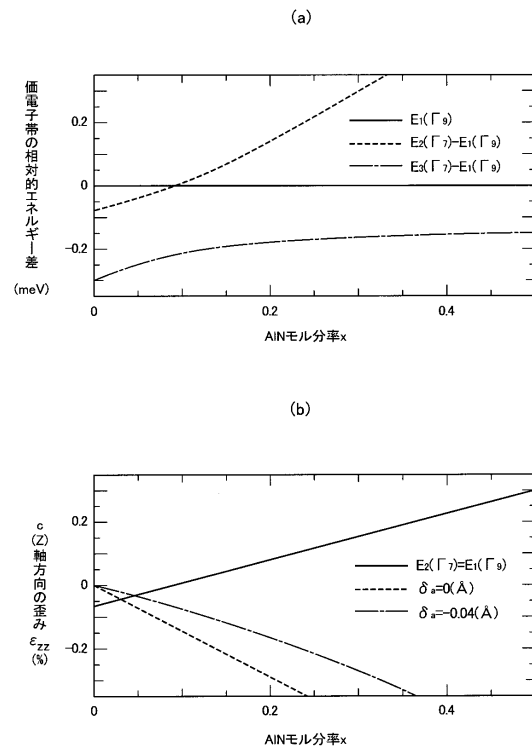 (a)
価電子帯の相対的エネルギー差
(meV)
0.2
0
-0.2
E₁(Γ₉)
E₂(Γ₇)-E₁(Γ₉)
E₃(Γ₇)-E₁(Γ₉)
0
0.2
0.4
AlNモル分率x
(b)
c(Z)軸方向の歪み
εzz
(%)
0.2
0
-0.2
E₂(Γ₇)=E₁(Γ₉)
δₐ=0(Å)
δₐ=-0.04(Å)
0
0.2
0.4
AlNモル分率x